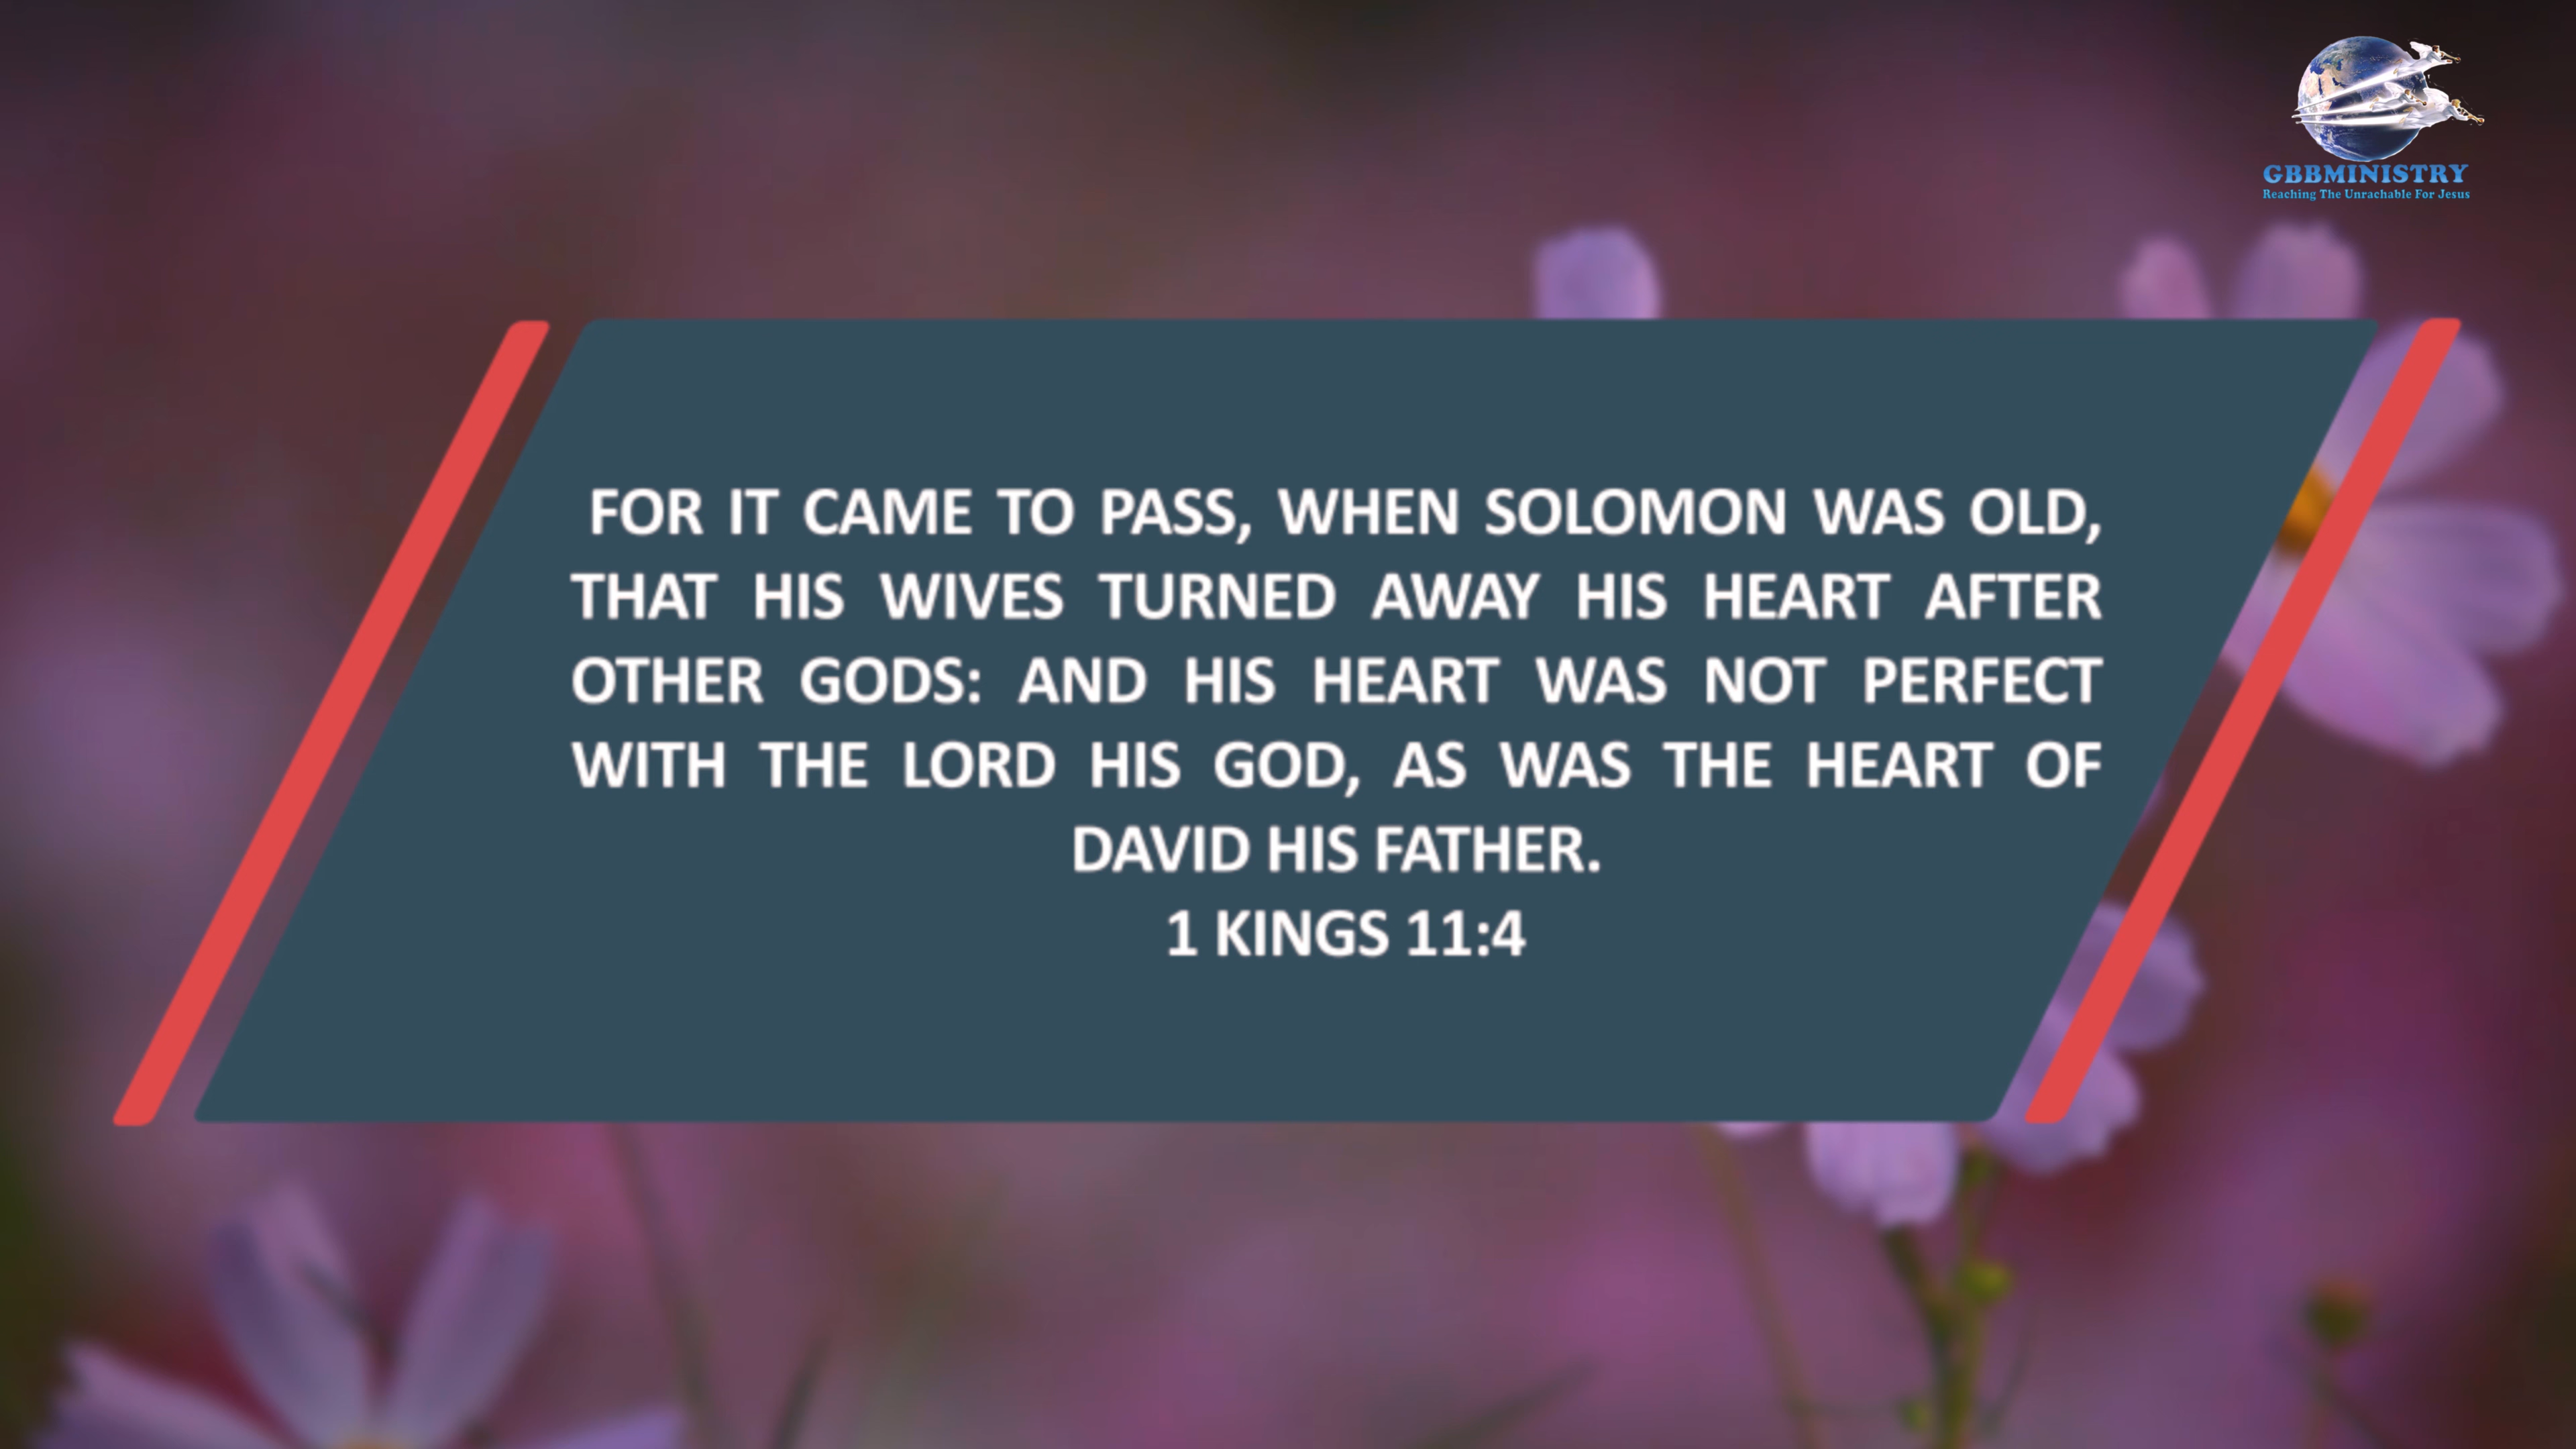 GBBMINISTRY
Reaching The Unrachable For Jesus
FOR IT CAME TO PASS, WHEN SOLOMON WAS OLD,
THAT HIS WIVES TURNED AWAY HIS HEART AFTER
OTHER GODS: AND HIS HEART WAS NOT PERFECT
WITH THE LORD HIS GOD, AS WAS THE HEART OF
DAVID HIS FATHER.
1 KINGS 11:4